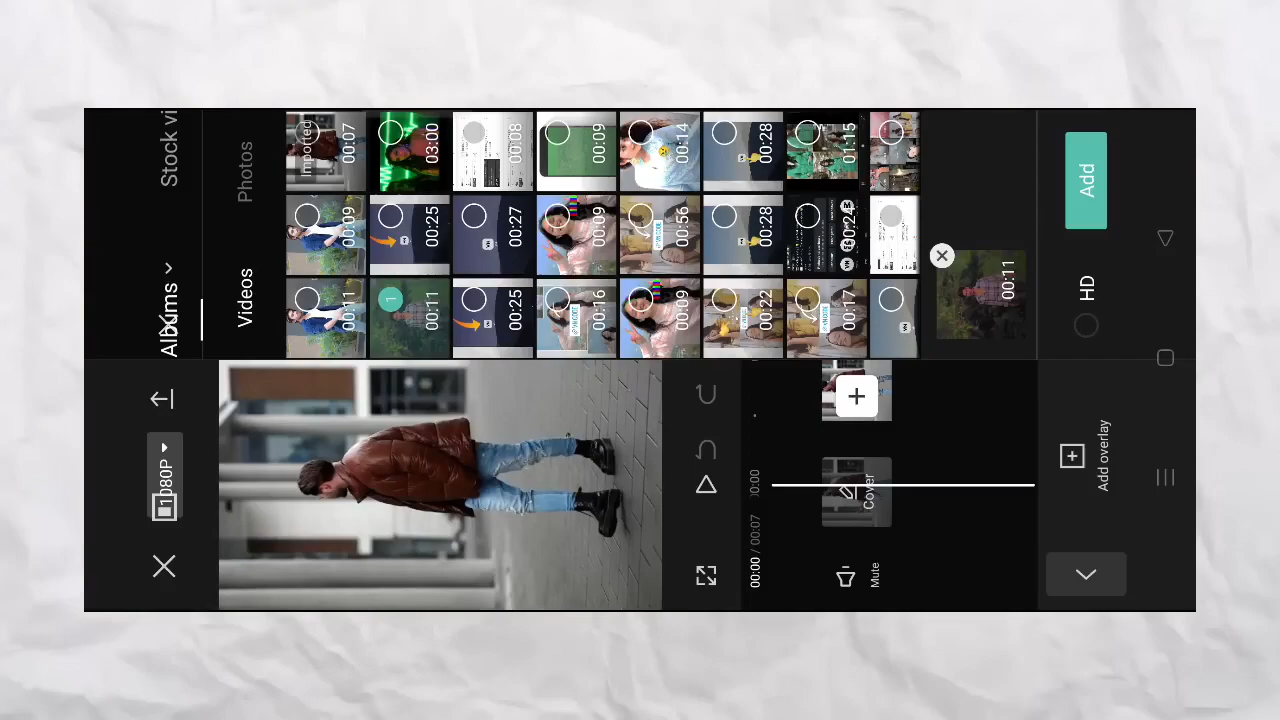 1080P
00:00 / 00:07
Mute
Cover
Add overlay
Albums Stock vi
Videos Photos
Imported
00:11 00:09 00:07
1
00:11 00:25 03:00
00:25 00:27 00:08
00:16 00:09 00:09
00:09 00:56 00:14
00:22 00:28 00:28
00:17 00:24 01:15
00:11
HD Add